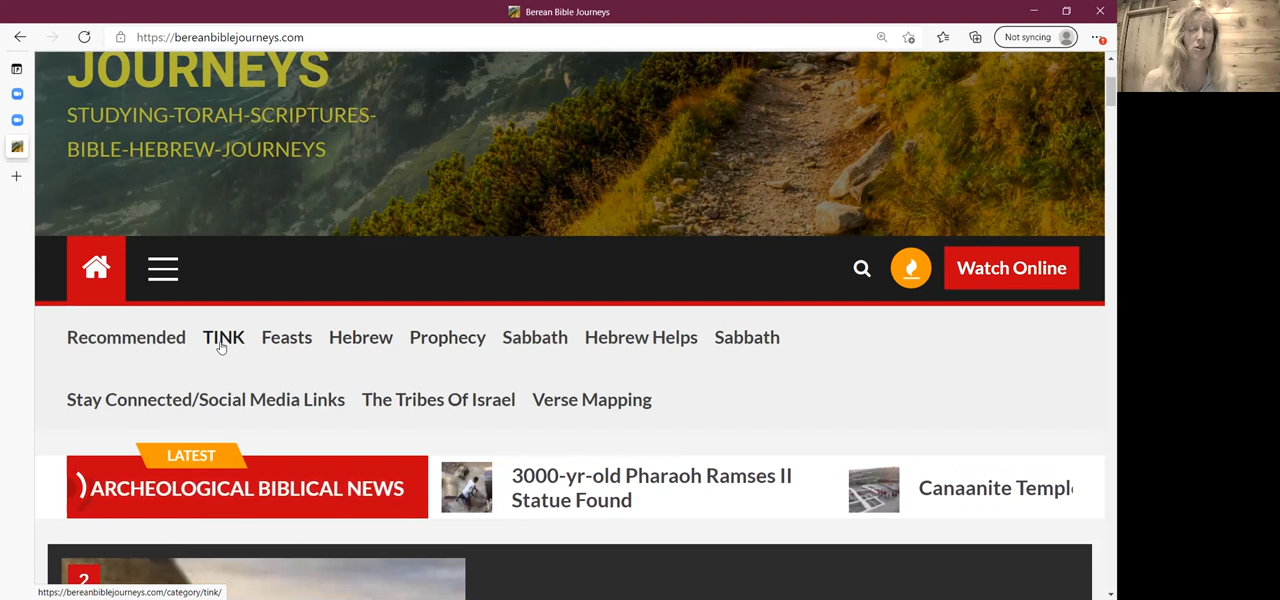 Berean Bible Journeys
https://bereanbiblejourneys.com
Not syncing
JOURNEYS
STUDYING-TORAH-SCRIPTURES-
BIBLE-HEBREW-JOURNEYS
Watch Online
Recommended TINK Feasts Hebrew Prophecy Sabbath Hebrew Helps Sabbath
Stay Connected/Social Media Links The Tribes Of Israel Verse Mapping
LATEST
ARCHEOLOGICAL BIBLICAL NEWS
3000-yr-old Pharaoh Ramses II
Statue Found
Canaanite Templ
2
https://bereanbiblejourneys.com/category/tink/